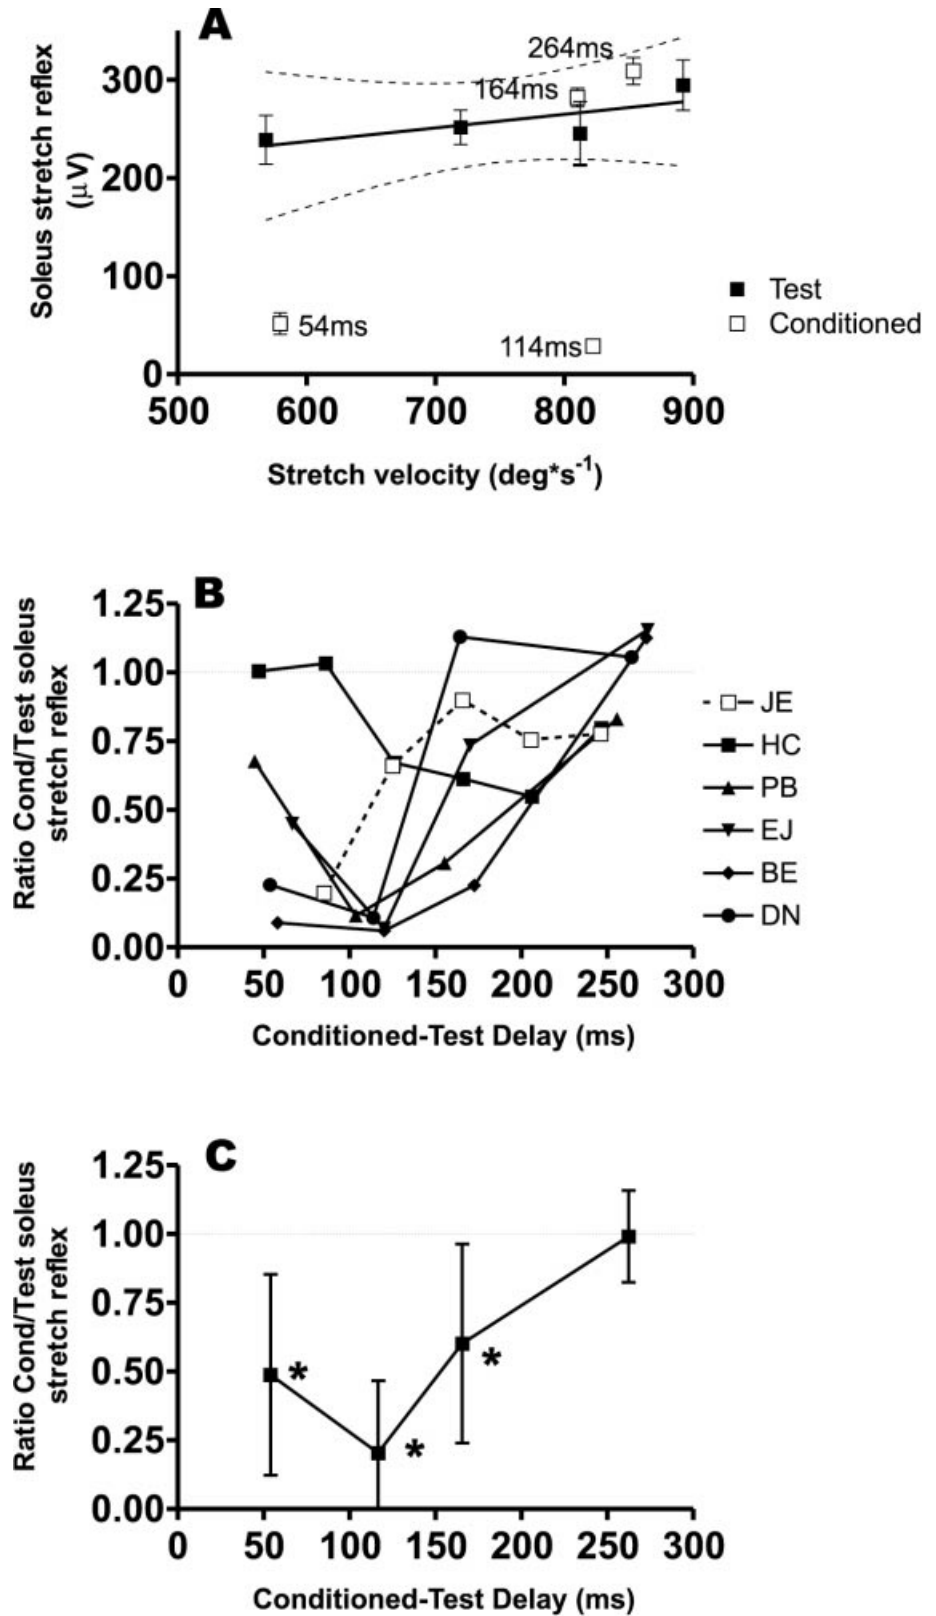 A
Soleus stretch reflex
(μV)
300
200
100
0
264ms
164ms
54ms
114ms
500 600 700 800 900
Stretch velocity (deg*s-1)
Test
Conditioned
B
Ratio Cond/Test soleus
stretch reflex
1.25
1.00
0.75
0.50
0.25
0.00
0 50 100 150 200 250 300
Conditioned-Test Delay (ms)
JE
HC
PB
EJ
BE
DN
C
Ratio Cond/Test soleus
stretch reflex
1.25
1.00
0.75
0.50
0.25
0.00
*
*
*
0 50 100 150 200 250 300
Conditioned-Test Delay (ms)